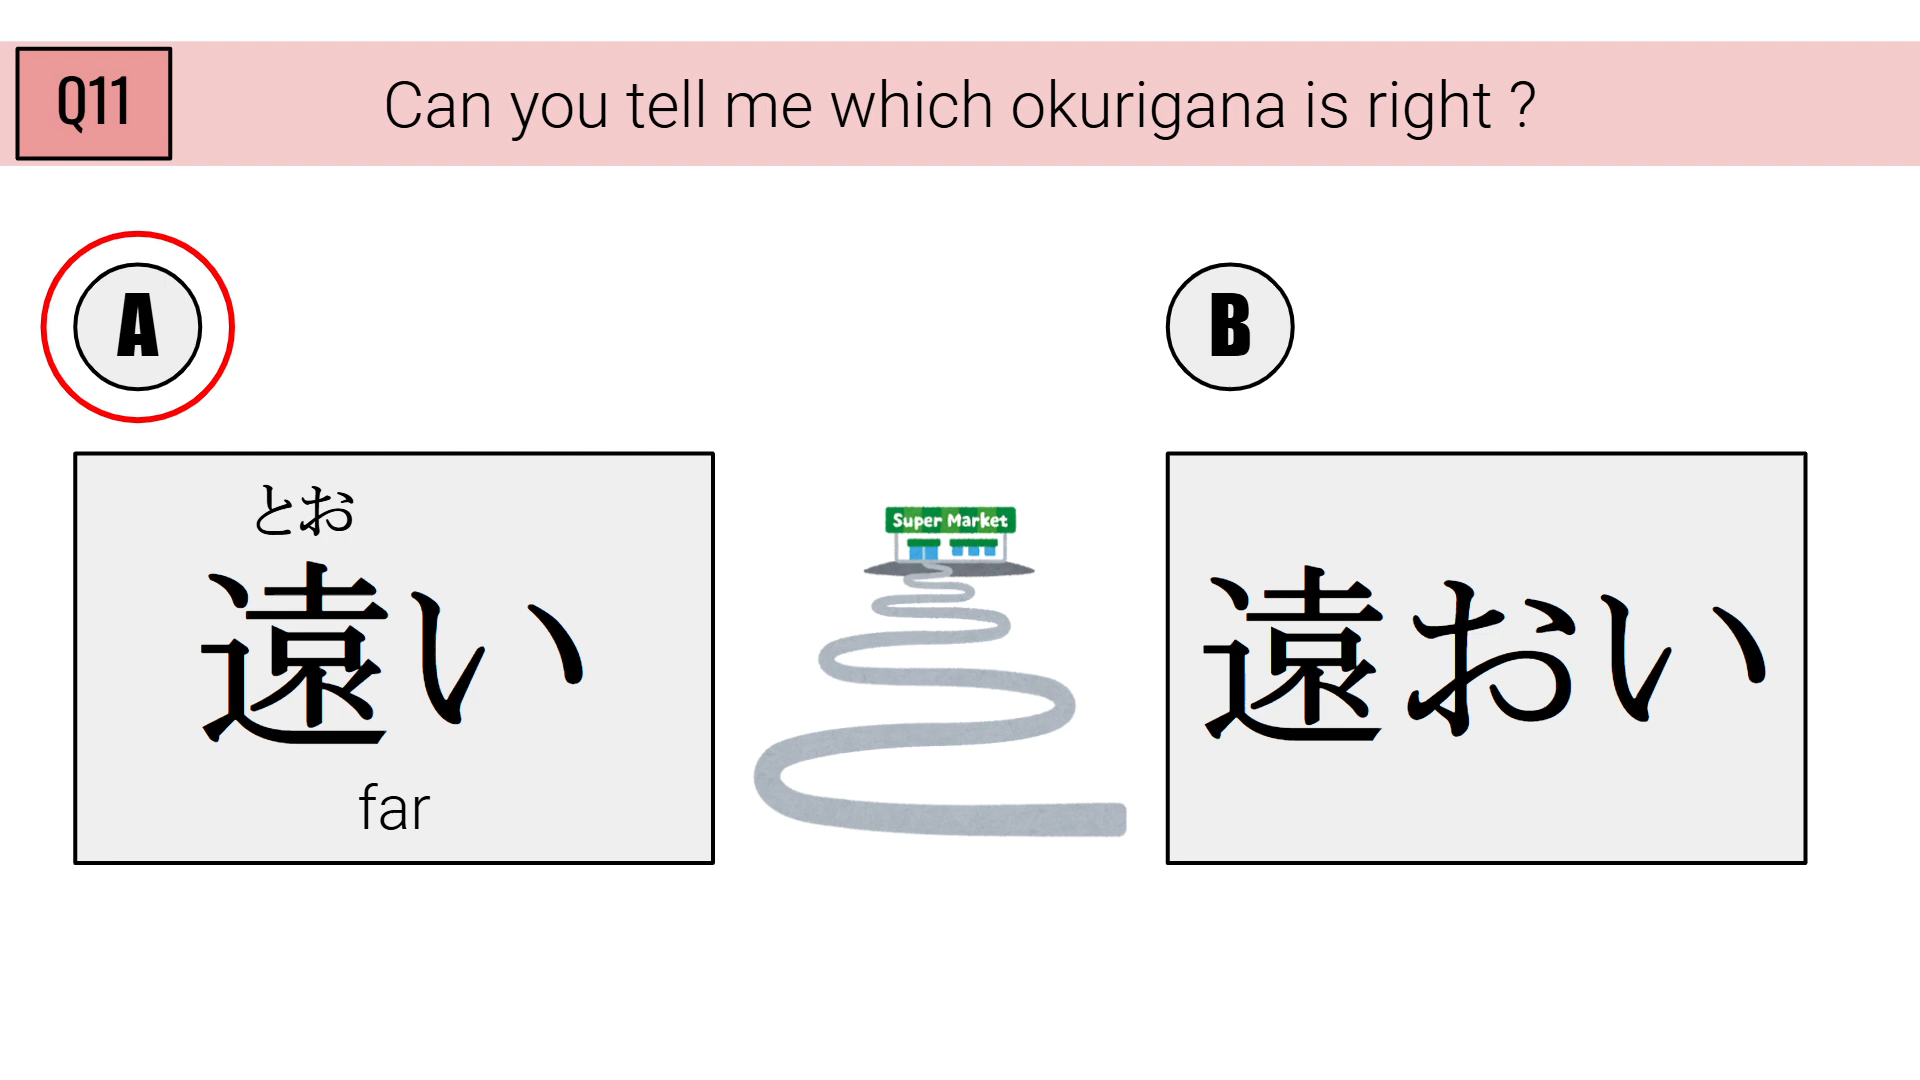 Q11
Can you tell me which okurigana is right ?
A
B
とお
遠い
far
Super Market
遠おい